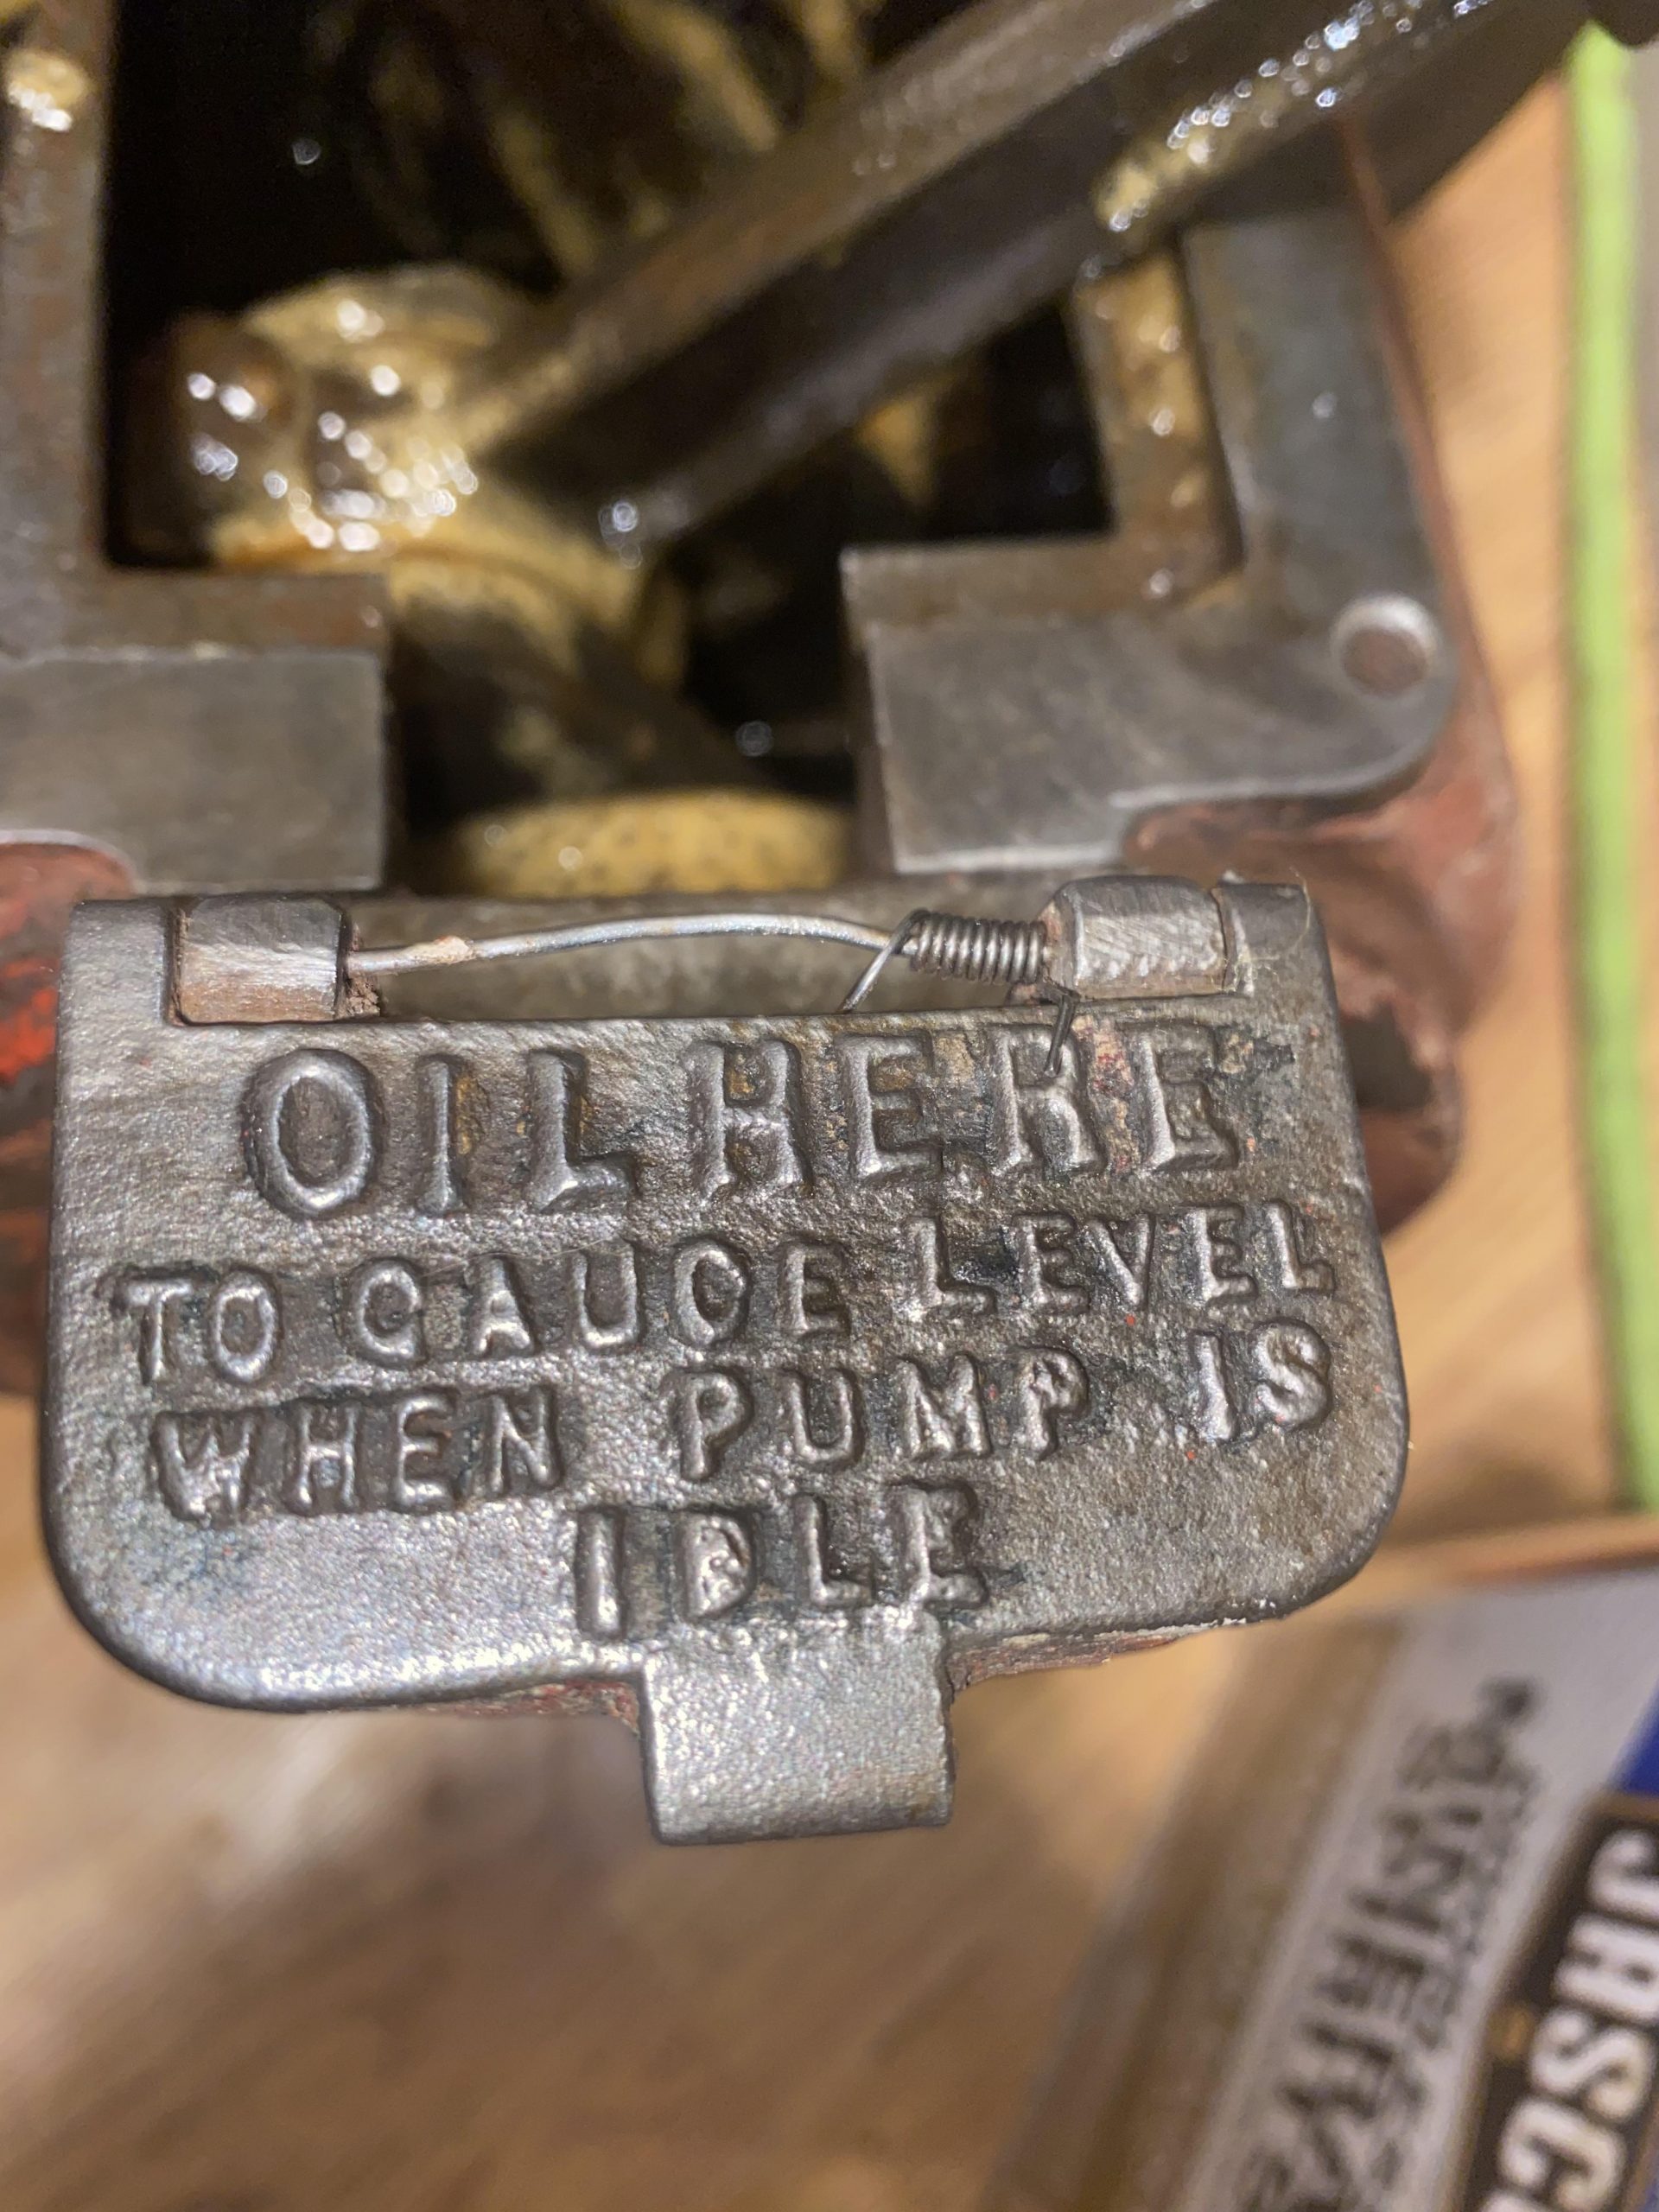 OIL HERE
TO GAUGE LEVEL
WHEN PUMP IS
IDLE